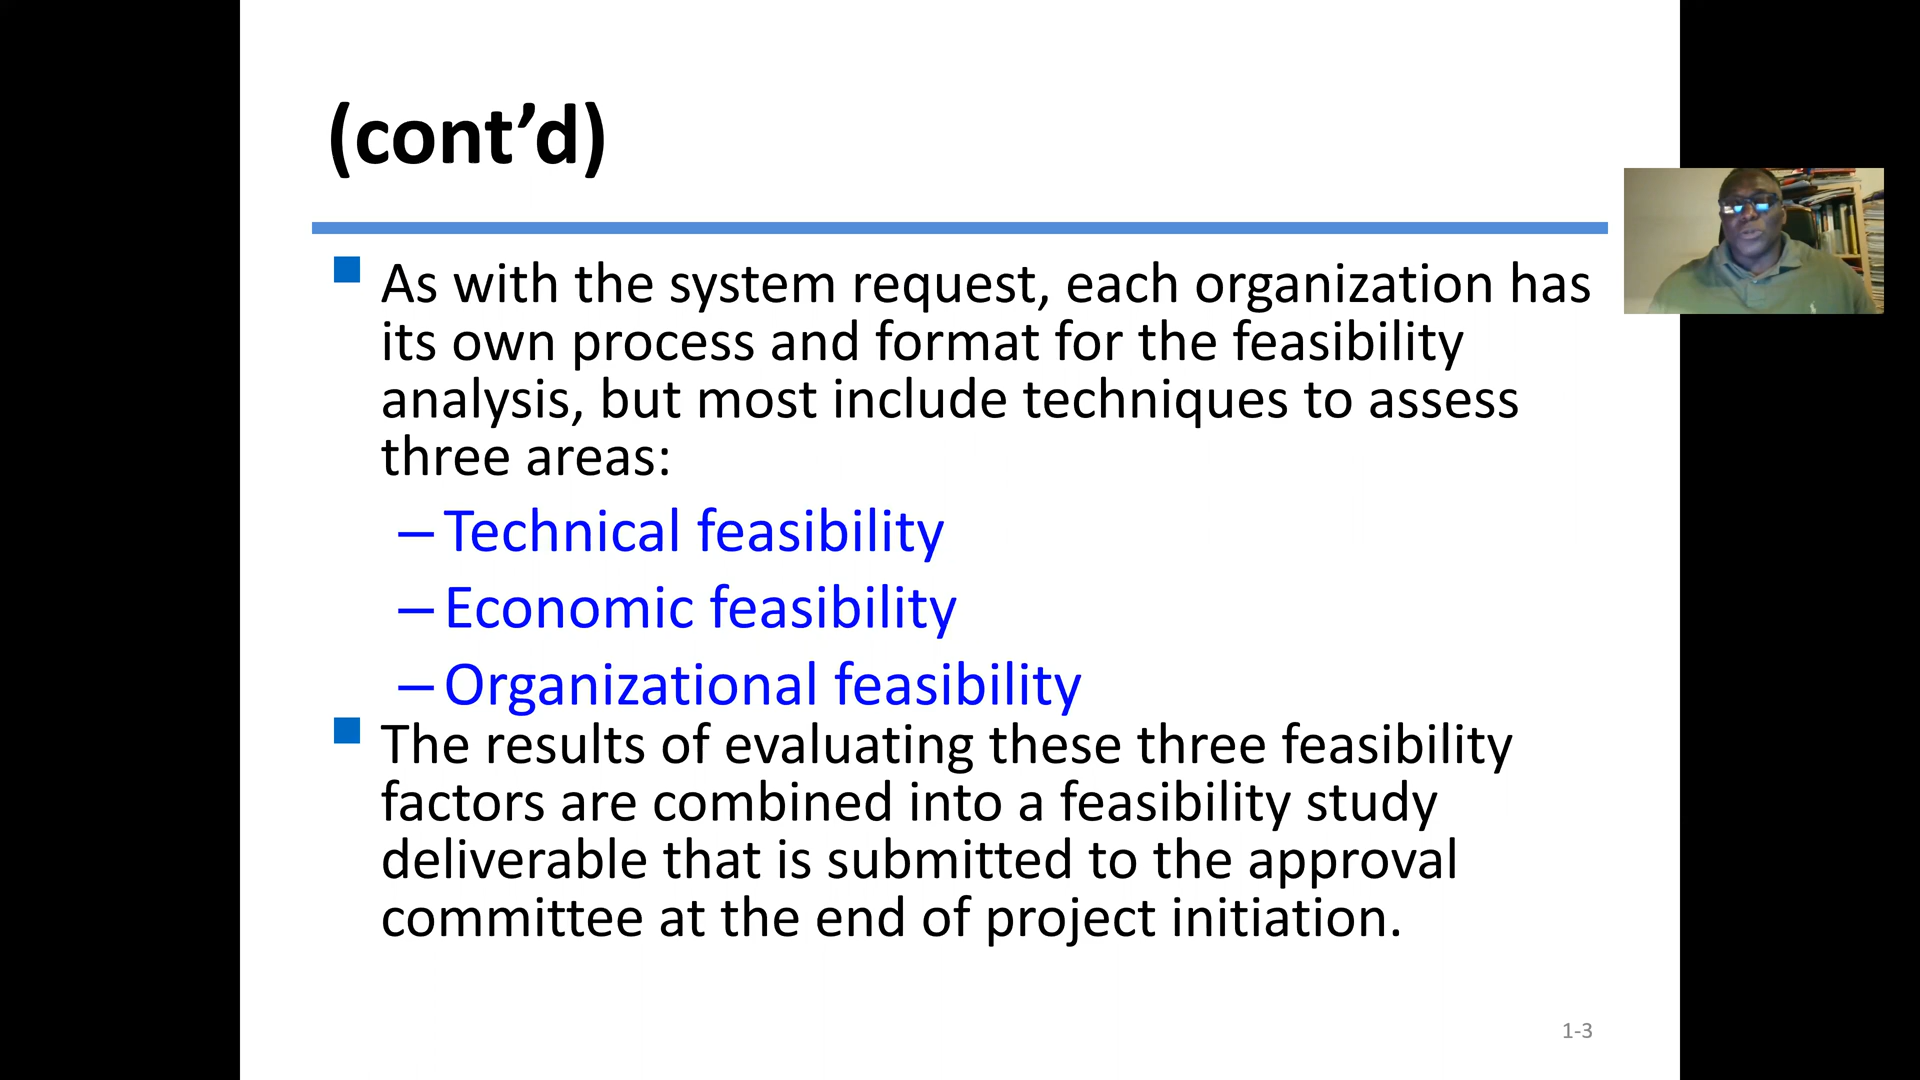 (cont’d)
As with the system request, each organization has
its own process and format for the feasibility
analysis, but most include techniques to assess
three areas:
–Technical feasibility
–Economic feasibility
–Organizational feasibility
The results of evaluating these three feasibility
factors are combined into a feasibility study
deliverable that is submitted to the approval
committee at the end of project initiation.
1-3